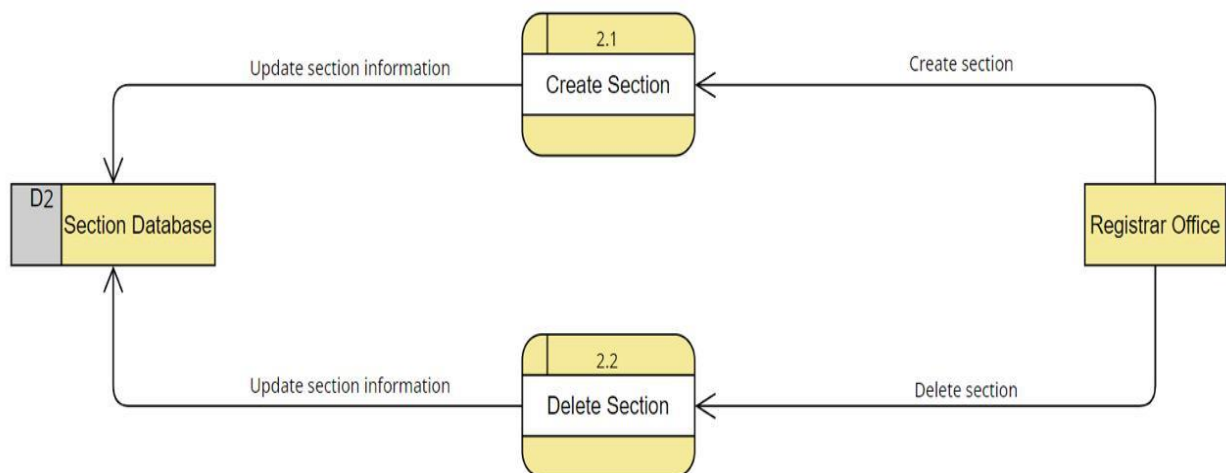 2.1
Update section information
Create Section
Create section
D2
Section Database
Registrar Office
2.2
Update section information
Delete Section
Delete section